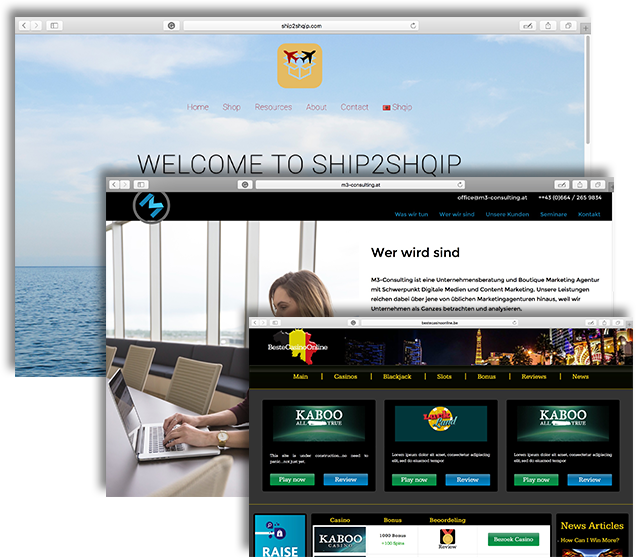 ship2shqip.com
Home Shop Resources About Contact Shqip
WELCOME TO SHIP2SHQIP
m3-consulting.at
office@m3-consulting.at ++43 (0)664 / 265 9834
Was wir tun Wer wir sind Unsere Kunden Seminare Kontakt
Wer wird sind
M3-Consulting ist eine Unternehmensberatung und Boutique Marketing Agentur
mit Schwerpunkt Digitale Medien und Content Marketing. Unsere Leistungen
reichen dabei über jene von üblichen Marketingagenturen hinaus, weil wir
Unternehmen als Ganzes betrachten und analysieren.
bestecasinoonline.be
BesteCasinoOnline
Main Casinos Blackjack Slots Bonus Reviews News
KABOO
ALL TRUE
This site is under construction...no need to
panic...not just yet.
Play now Review
Lorem ipsum dolor sit amet, consectetur adipiscing
elit, sed do eiusmod tempor
Play now Review
KABOO
ALL TRUE
Lorem ipsum dolor sit amet, consectetur adipiscing
elit, sed do eiusmod tempor
Play now Review
RAISE
Casino Bonus Beoordeling
KABOO
CASINO
1000 Bonus
+100 Spins
Review
Bezoek Casino
News Articles
- How Can I Win More?